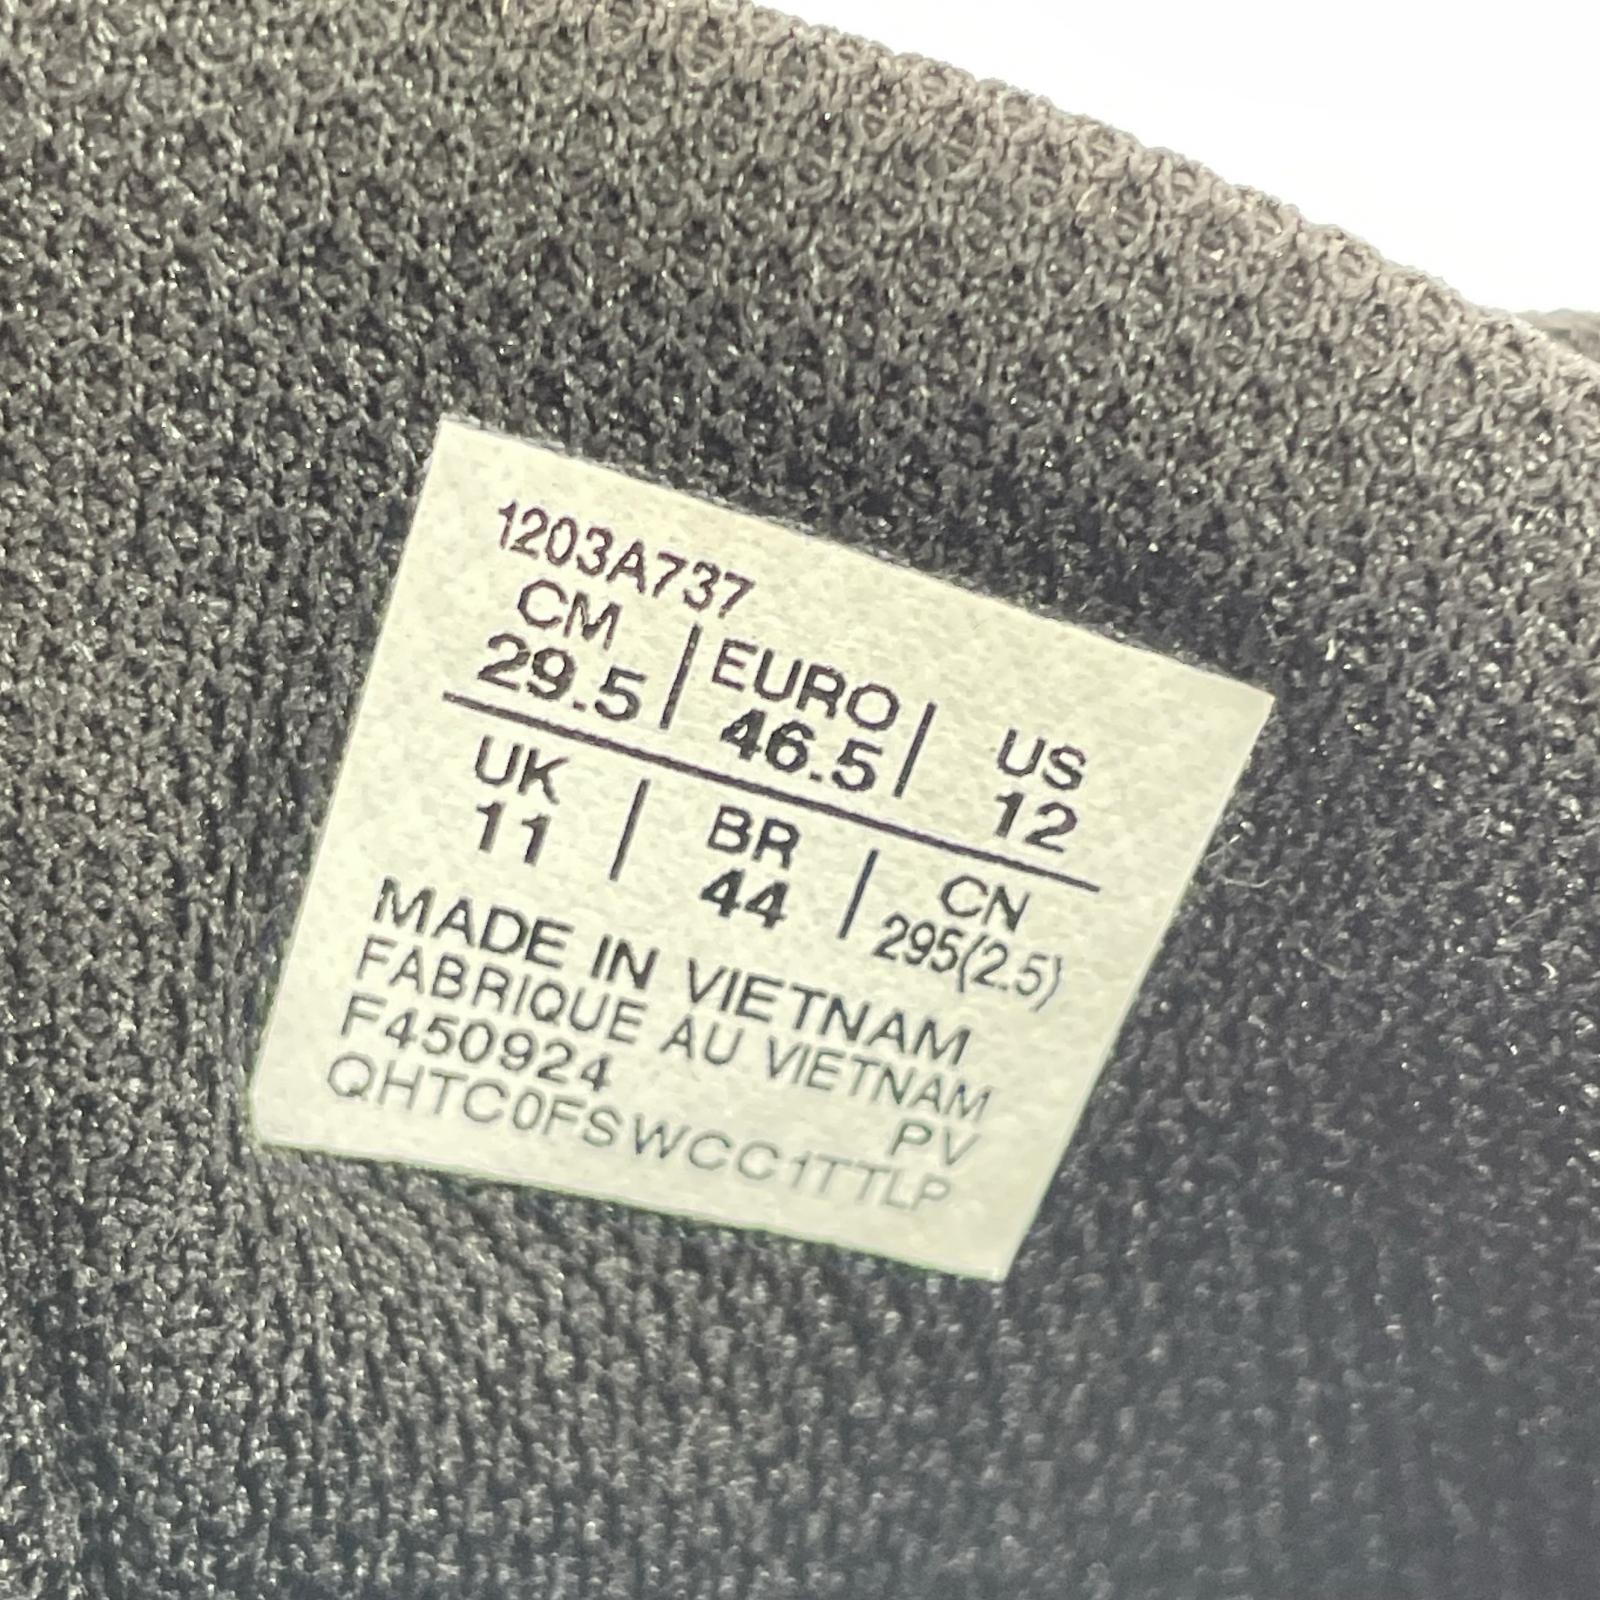 1203A737
CM | EURO | US
29.5 | 46.5 | 12
UK | BR | CN
11 | 44 | 295(2.5)
MADE IN VIETNAM
FABRIQUE AU VIETNAM
F450924 PV
QHTC0FSWCC1TTLP